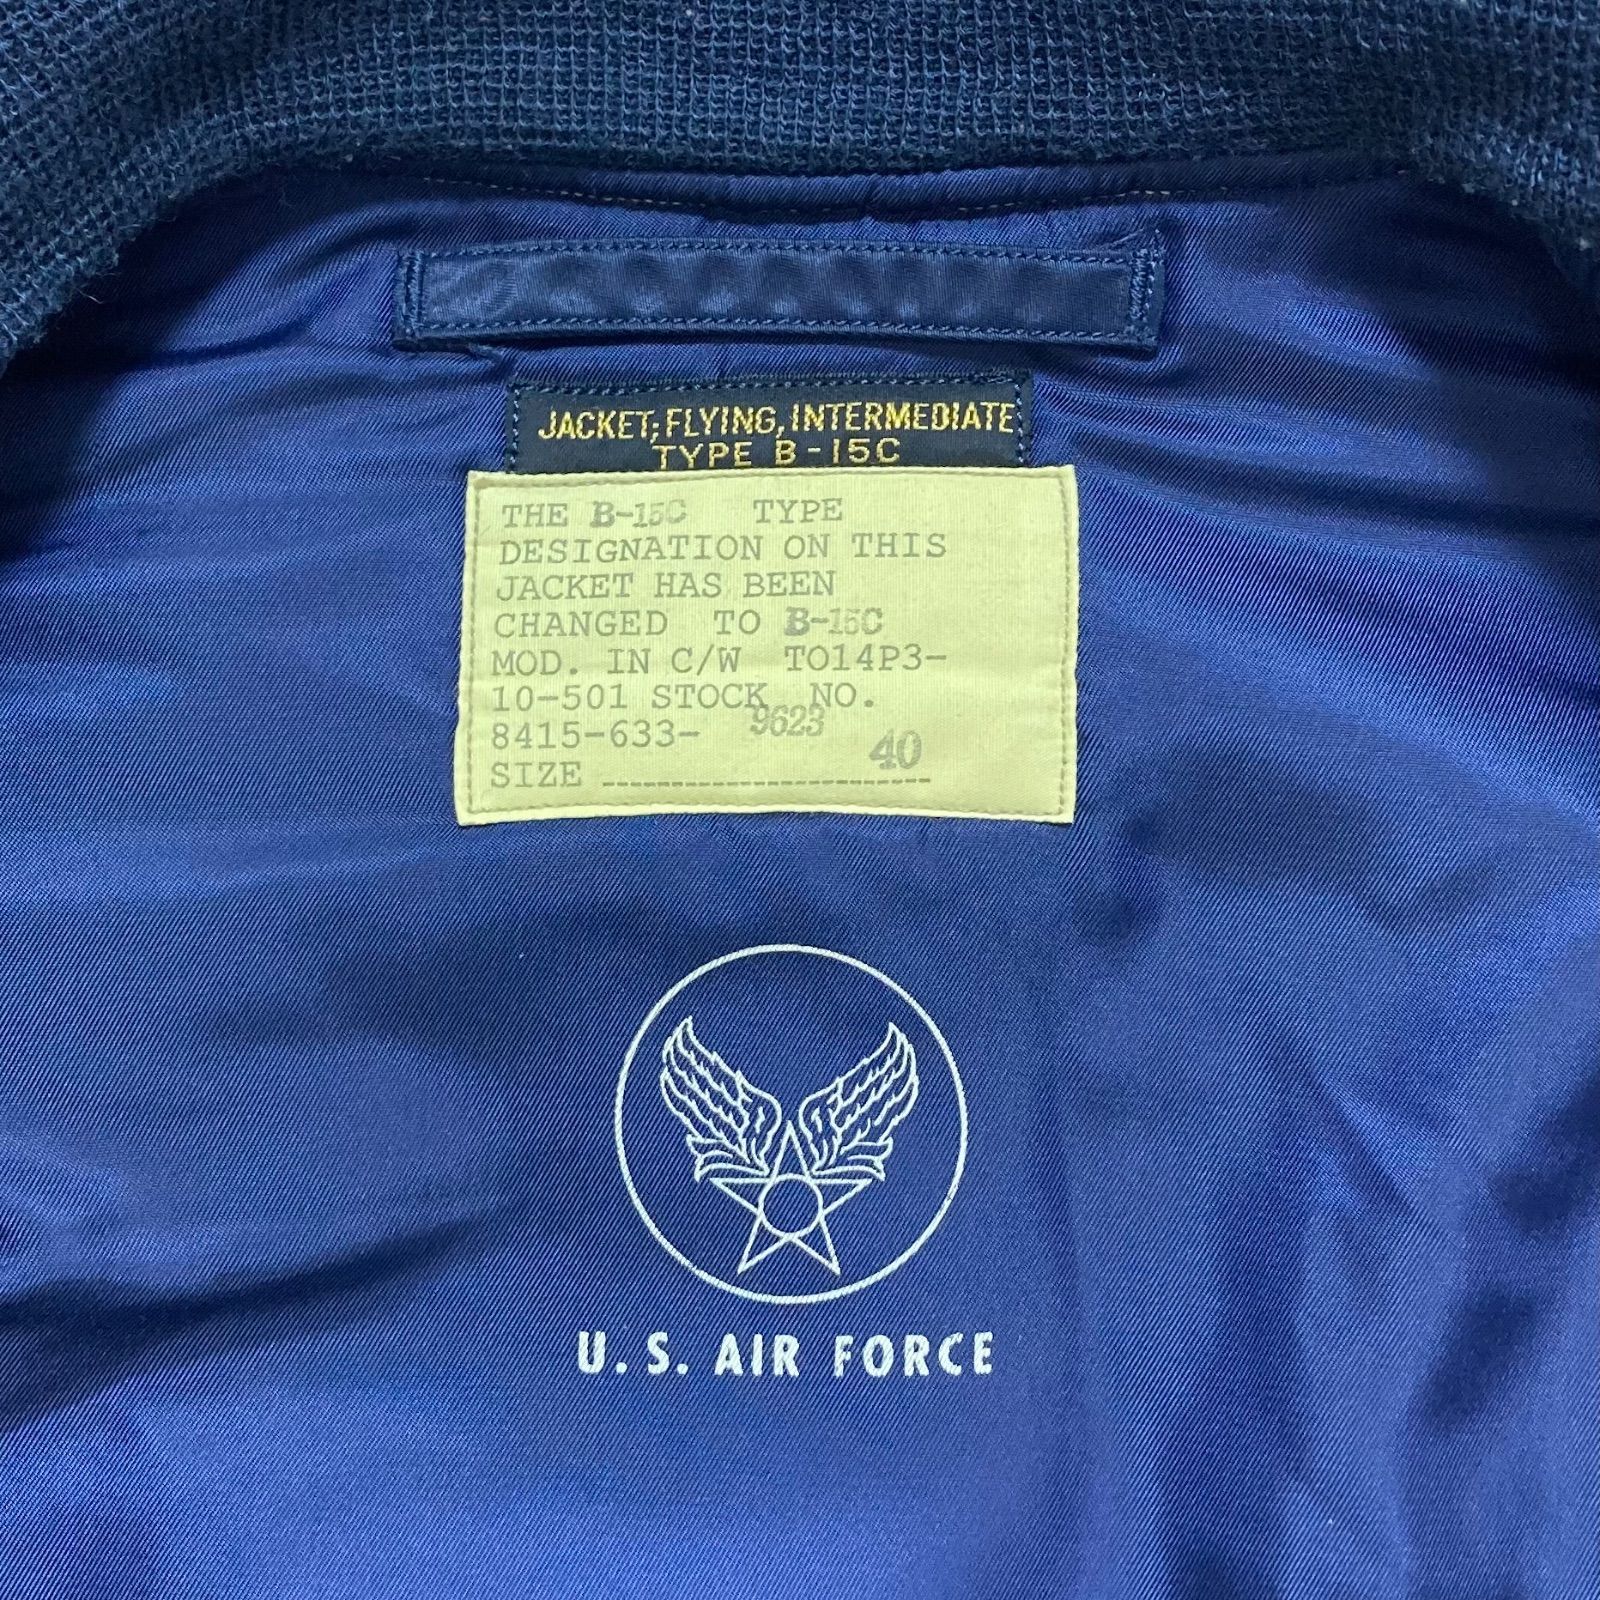 JACKET; FLYING, INTERMEDIATE
TYPE B-15C
THE B-15C TYPE
DESIGNATION ON THIS
JACKET HAS BEEN
CHANGED TO B-15C
MOD. IN C/W TO14P3-
10-501 STOCK NO.
8415-633- 9623
SIZE 40
U.S. AIR FORCE